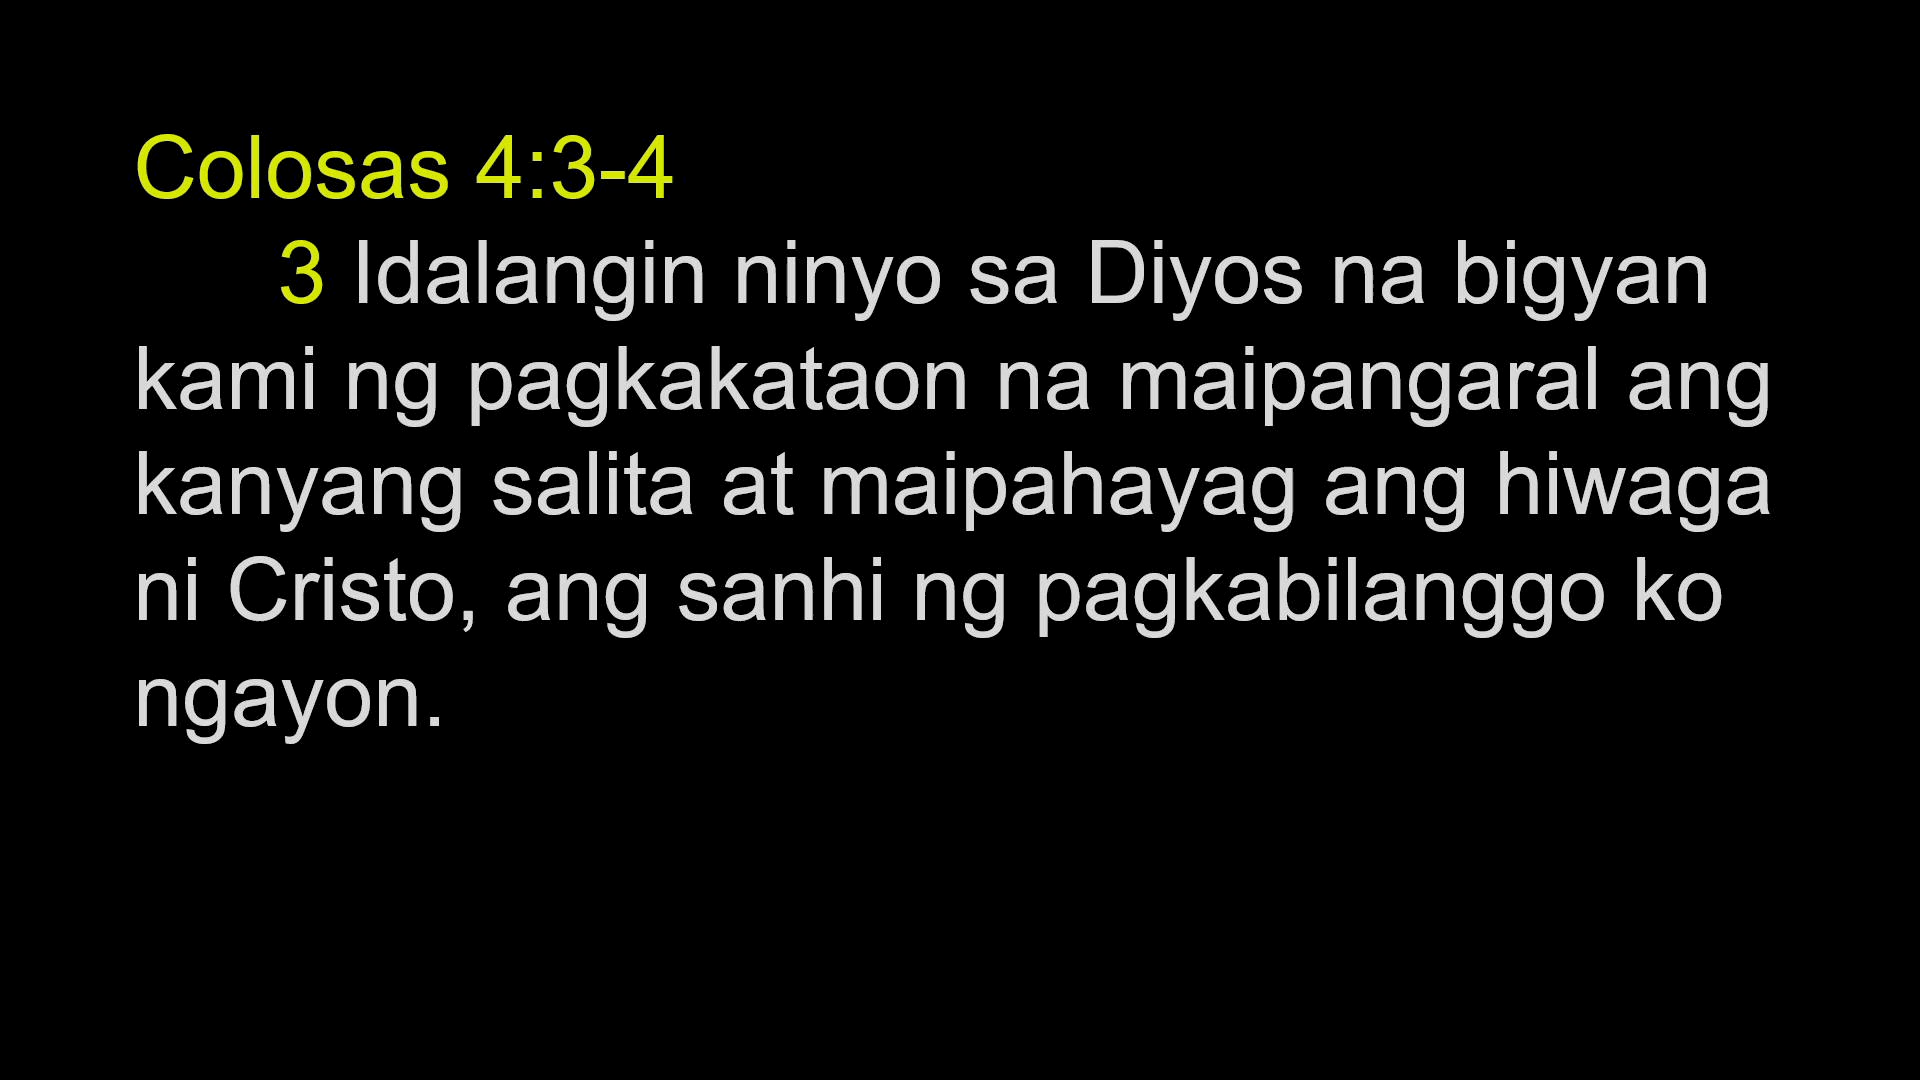 Colosas 4:3-4
3 Idalangin ninyo sa Diyos na bigyan
kami ng pagkakataon na maipangaral ang
kanyang salita at maipahayag ang hiwaga
ni Cristo, ang sanhi ng pagkabilanggo ko
ngayon.